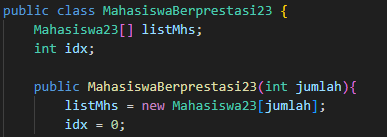 public class MahasiswaBerprestasi23 {
    Mahasiswa23[] listMhs;
    int idx;

    public MahasiswaBerprestasi23(int jumlah){
        listMhs = new Mahasiswa23[jumlah];
        idx = 0;